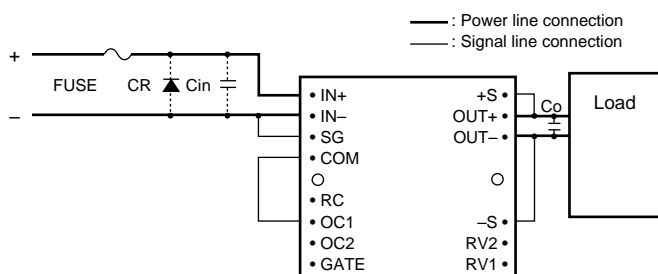 : Power line connection
: Signal line connection
+
FUSE
CR
Cin
–
• IN+
• IN–
• SG
• COM
• RC
• OC1
• OC2
• GATE
+S •
OUT+ •
OUT– •
–S •
RV2 •
RV1 •
Co
Load